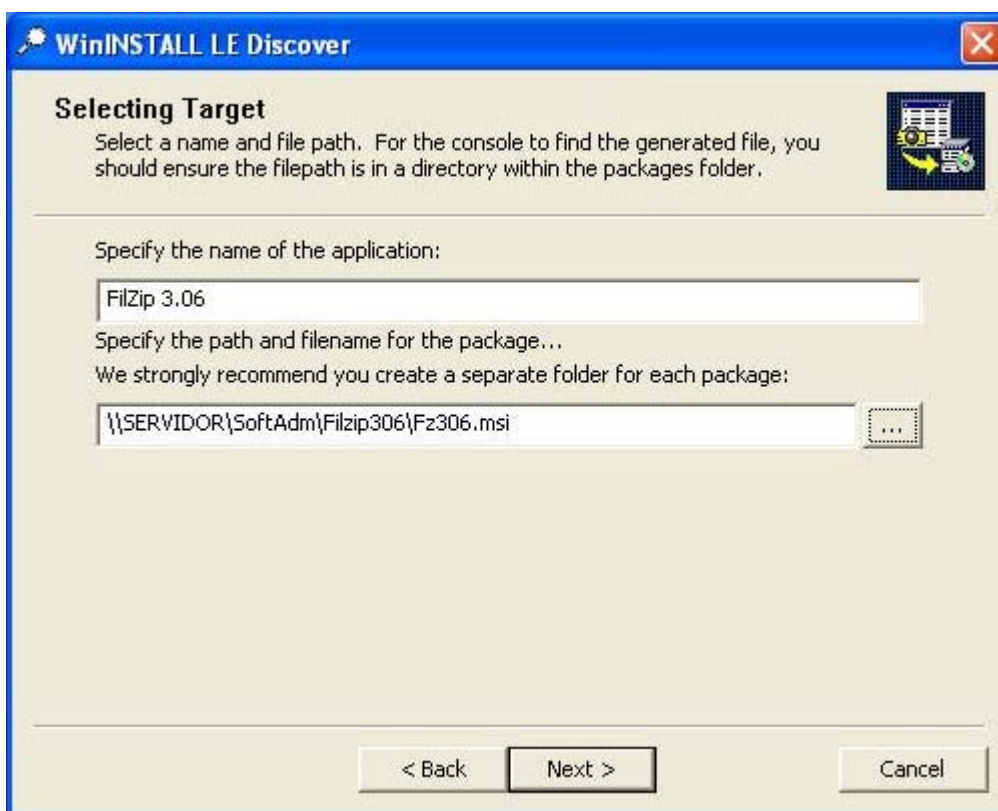 WinINSTALL LE Discover
Selecting Target
Select a name and file path. For the console to find the generated file, you
should ensure the filepath is in a directory within the packages folder.
Specify the name of the application:
FilZip 3.06
Specify the path and filename for the package...
We strongly recommend you create a separate folder for each package:
\\SERVIDOR\SoftAdm\Filzip306\Fz306.msi
...
< Back
Next >
Cancel